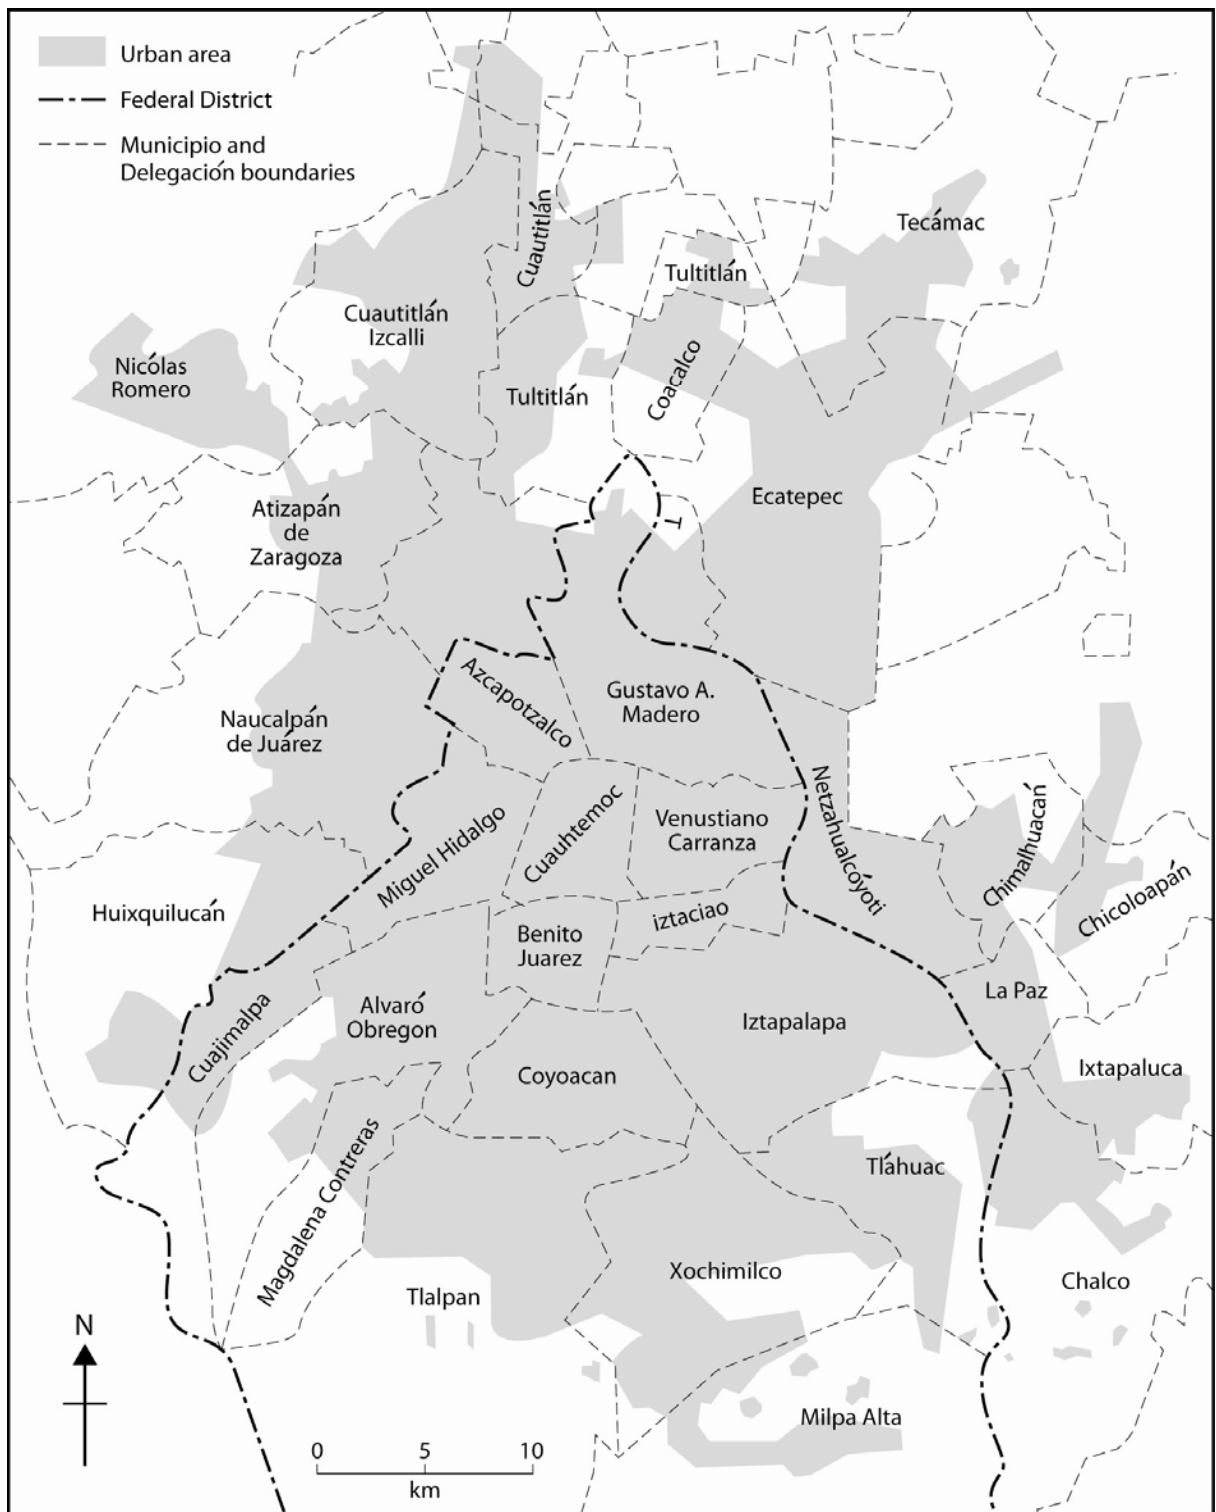 Urban area
Federal District
Municipio and
Delegación boundaries
Tecámac
Cuautitlán
Tultitlán
Cuautitlán
Izcalli
Nicólas
Romero
Coacalco
Tultitlán
Ecatepec
Atizapán
de
Zaragoza
T
Azcapotzalco
Gustavo A.
Madero
Naucalpán
de Juárez
Netzahualcóyoti
Chimalhuacán
Venustiano
Carranza
Cuauhtemoc
Miguel Hidalgo
Chicoloapán
Huixquilucán
iztaciao
Benito
Juarez
La Paz
Alvaró
Obregon
Iztapalapa
Cuajimalpa
Ixtapaluca
Coyoacan
Magdalena Contreras
Tláhuac
Xochimilco
Chalco
Tlalpan
N
Milpa Alta
0 5 10
km